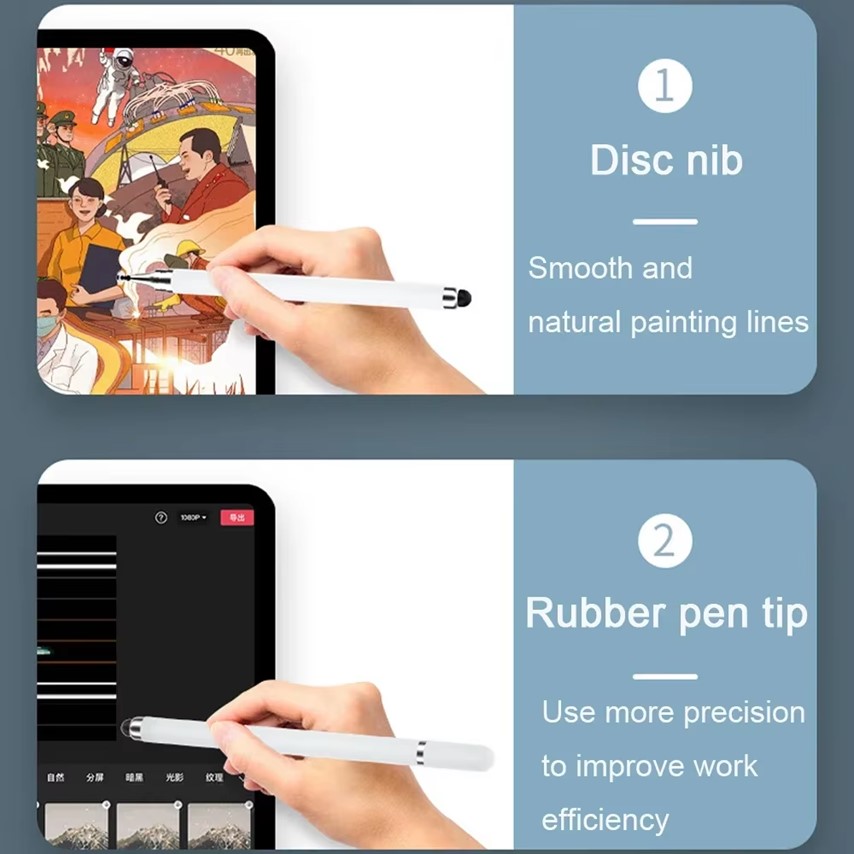 1
Disc nib
Smooth and
natural painting lines
2
Rubber pen tip
Use more precision
to improve work
efficiency
? 1080P 导出
自然 分屏 暗黑 光影 纹理